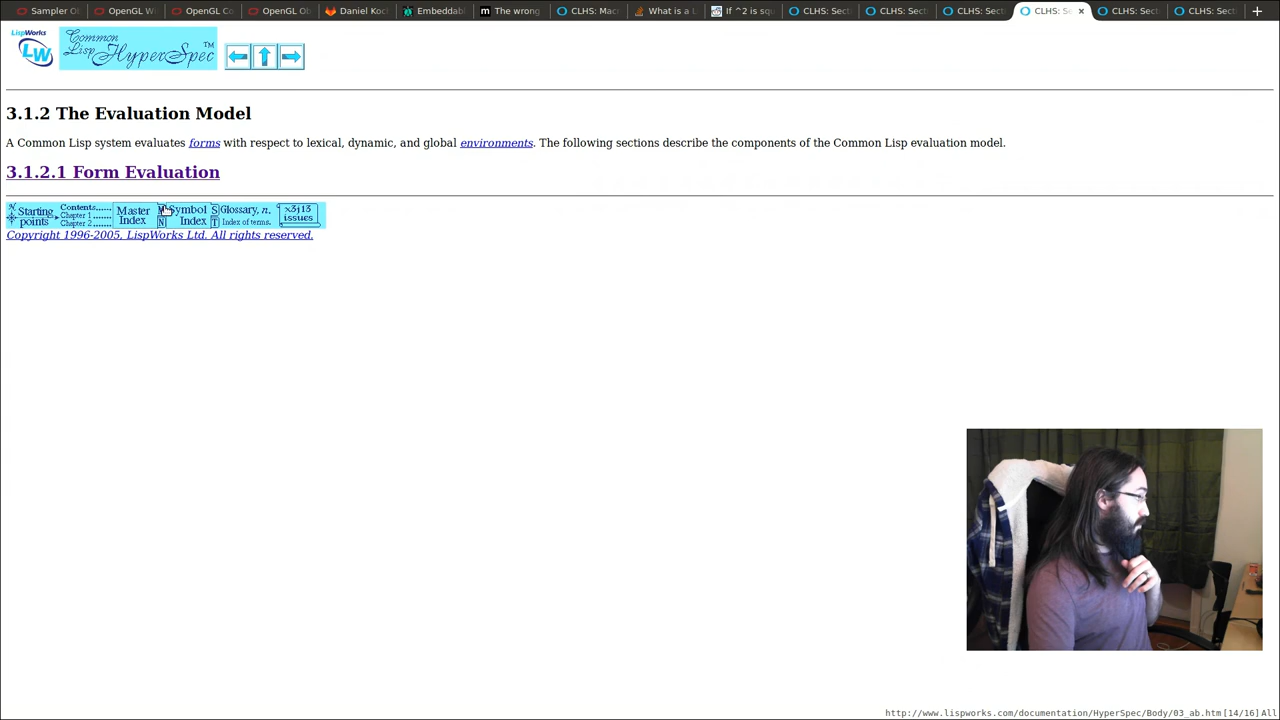 Sampler O
OpenGL W
OpenGL Co
OpenGL Ob
Daniel Koc
Embeddab
m The wrong
CLHS: Mac
What is a l
If ^2 is squ
CLHS: Sect
CLHS: Sect
CLHS: Sect
CLHS: Se
CLHS: Sect
CLHS: Sect
LispWorks
LW
Common
Lisp HyperSpec™
3.1.2 The Evaluation Model
A Common Lisp system evaluates forms with respect to lexical, dynamic, and global environments. The following sections describe the components of the Common Lisp evaluation model.
3.1.2.1 Form Evaluation
Starting points
Contents......
Chapter 1 ......
Chapter 2 ......
Master Index
Symbol Index
Glossary, n.
Index of terms.
x3j13 issues
Copyright 1996-2005, LispWorks Ltd. All rights reserved.
http://www.lispworks.com/documentation/HyperSpec/Body/03_ab.htm [14/16] All